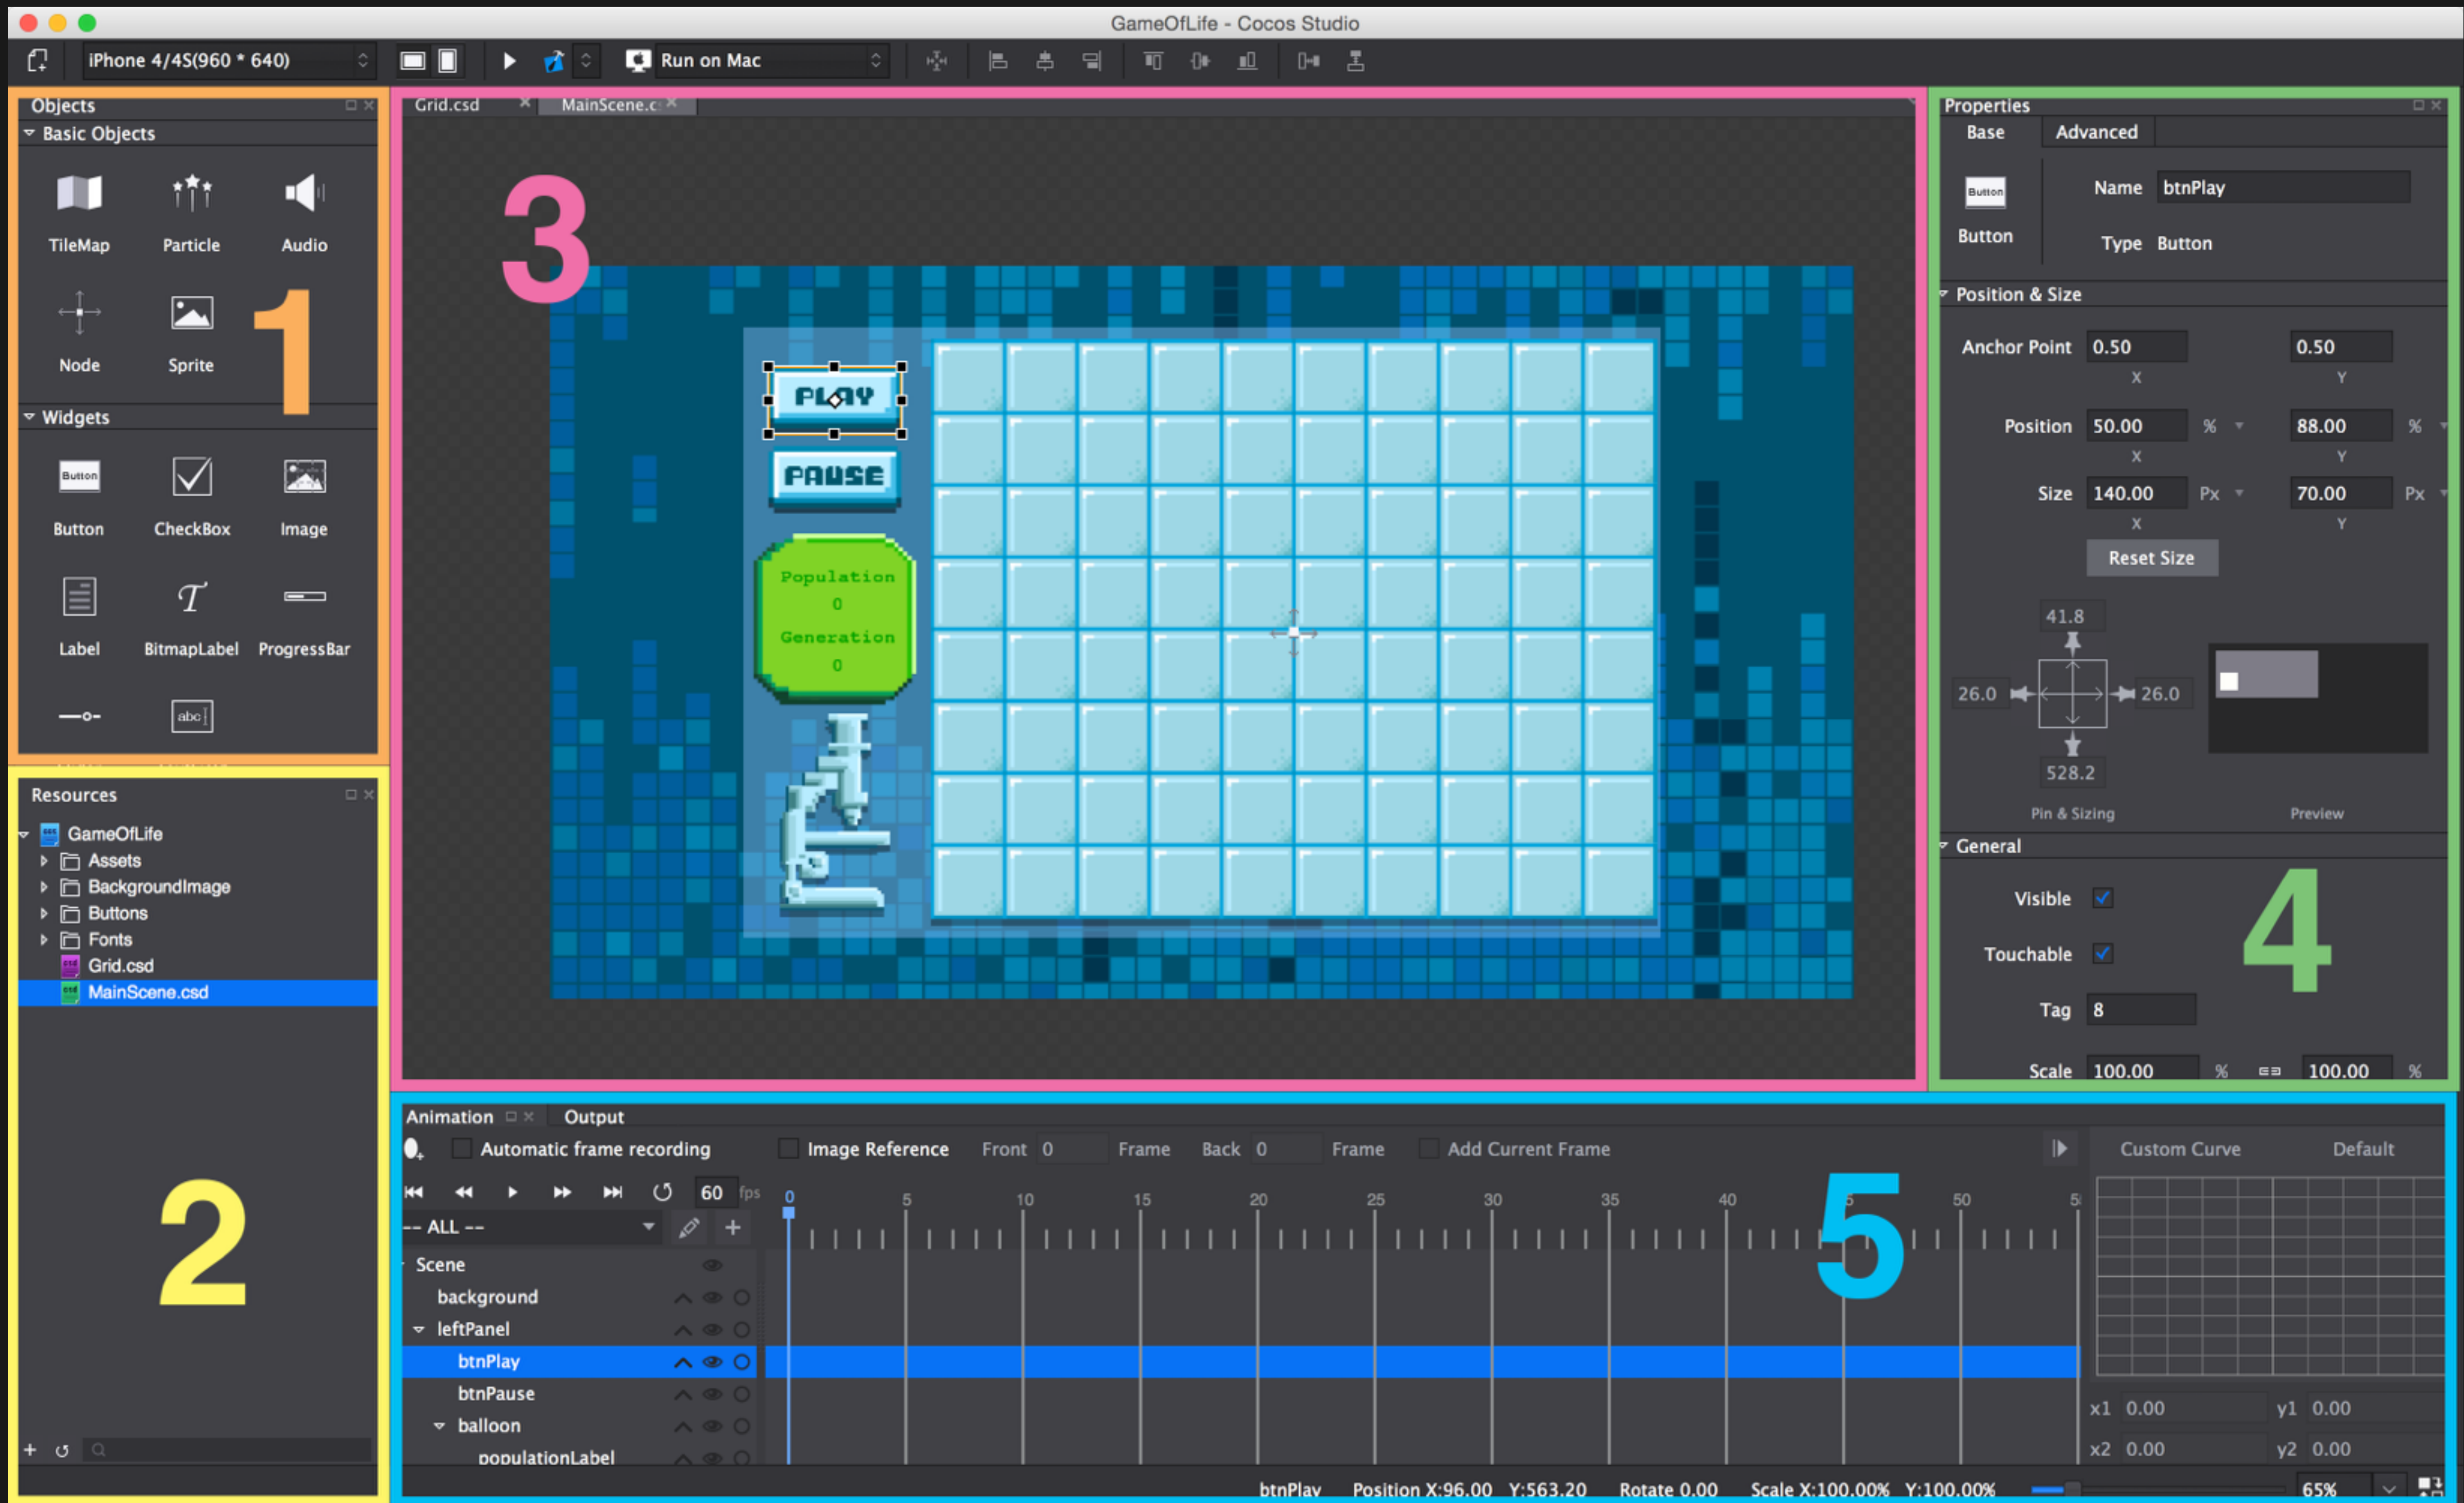 GameOfLife - Cocos Studio
iPhone 4/4S(960 * 640)
Run on Mac
Objects
Basic Objects
TileMap Particle Audio
Node Sprite
1
Widgets
Button
Button CheckBox Image
Label BitmapLabel ProgressBar
abc
Resources
GameOfLife
Assets
BackgroundImage
Buttons
Fonts
Grid.csd
MainScene.csd
2
Grid.csd MainScene.c
3
PLAY
PAUSE
Population
0
Generation
0
Properties
Base Advanced
Button
Button
Name btnPlay
Type Button
Position & Size
Anchor Point 0.50 0.50
X Y
Position 50.00 % 88.00 %
X Y
Size 140.00 Px 70.00 Px
X Y
Reset Size
41.8
26.0 26.0
528.2
Pin & Sizing Preview
General
Visible
Touchable
Tag 8
Scale 100.00 % 100.00 %
4
Animation Output
Automatic frame recording Image Reference Front 0 Frame Back 0 Frame Add Current Frame Custom Curve Default
60 fps 0 5 10 15 20 25 30 35 40 50
-- ALL --
5
Scene
background
leftPanel
btnPlay
btnPause
balloon
populationLabel
x1 0.00 y1 0.00
x2 0.00 y2 0.00
btnPlay Position X:96.00 Y:563.20 Rotate 0.00 Scale X:100.00% Y:100.00% 65%